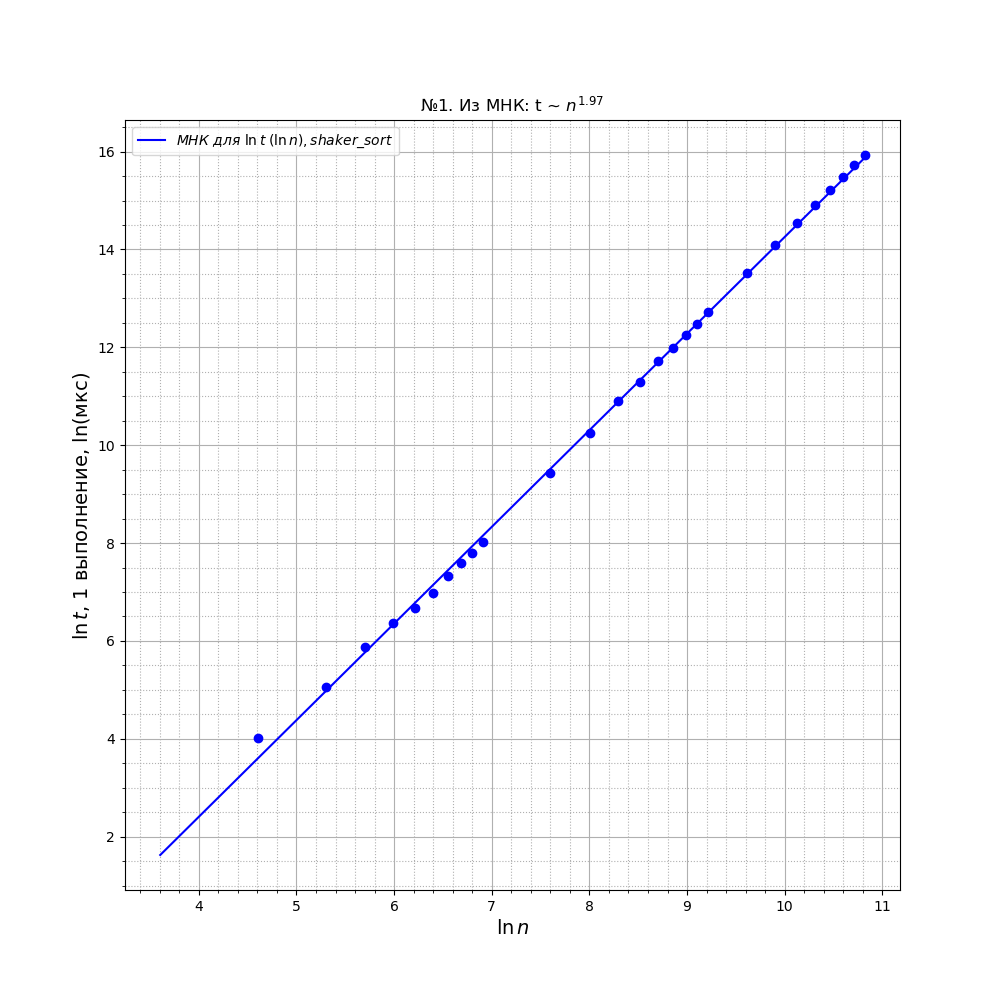 №1. Из МНК: t ~ n^1.97
МНК для ln t (ln n), shaker_sort
ln t, 1 выполнение, ln(мкс)
16
14
12
10
8
6
4
2
4 5 6 7 8 9 10 11
ln n